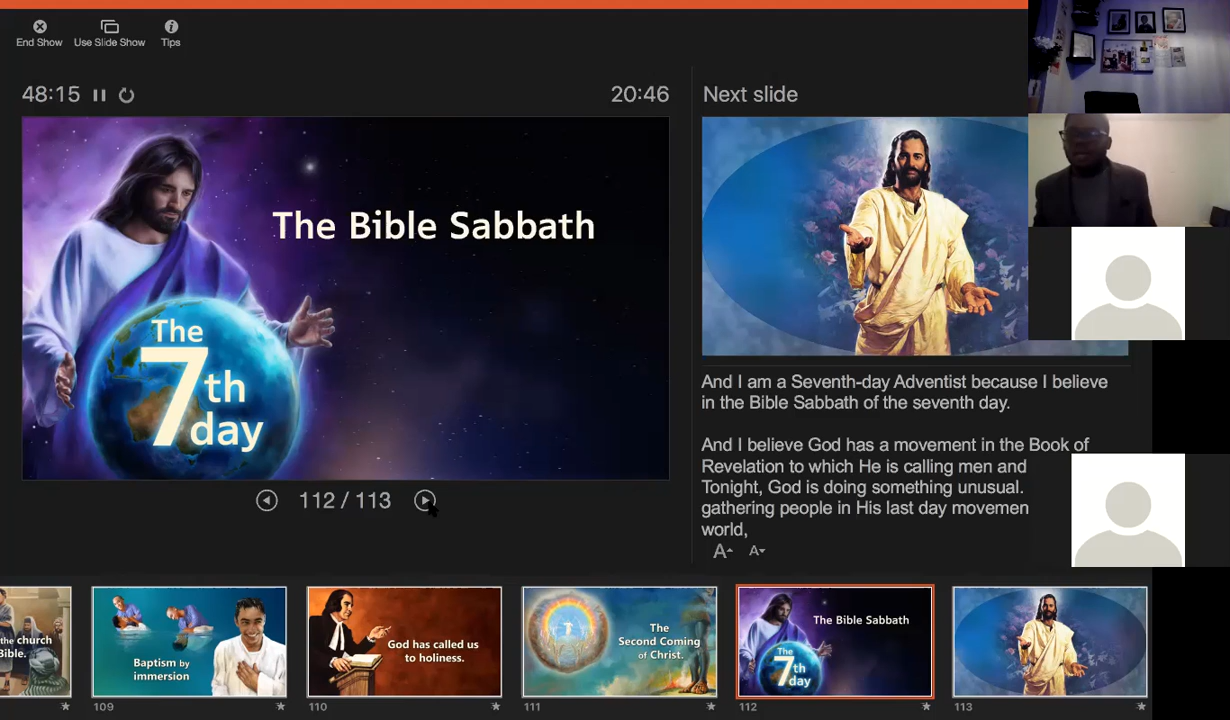 End Show
Use Slide Show
Tips
48:15
20:46
Next slide
The Bible Sabbath
The
7th
day
112 / 113
And I am a Seventh-day Adventist because I believe
in the Bible Sabbath of the seventh day.
And I believe God has a movement in the Book of
Revelation to which He is calling men and
Tonight, God is doing something unusual.
gathering people in His last day movemen
world,
A
A
the church
Bible.
Baptism by
immersion
God has called us
to holiness.
The
Second Coming
of Christ.
The Bible Sabbath
The
7th
day
109
110
111
112
113